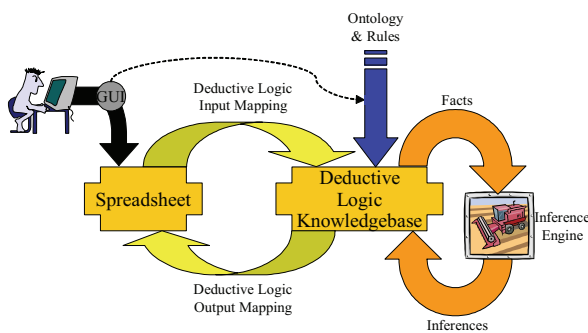 Ontology
& Rules
GUI
Deductive Logic
Input Mapping
Facts
Spreadsheet
Deductive
Logic
Knowledgebase
Inference
Engine
Deductive Logic
Output Mapping
Inferences